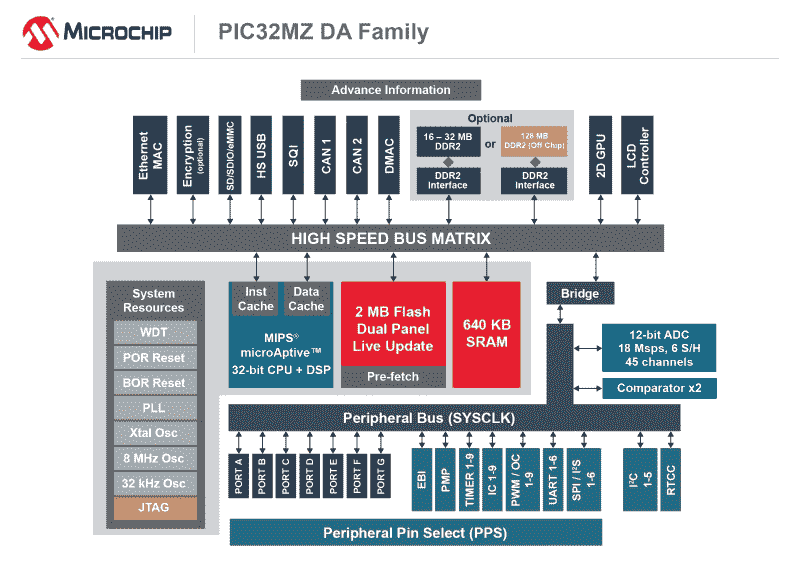 MICROCHIP
PIC32MZ DA Family
Advance Information
Ethernet
MAC
Encryption
(optional)
SD/SDIO/eMMC
HS USB
SQI
CAN 1
CAN 2
DMAC
Optional
16 – 32 MB
DDR2
or
128 MB
DDR2 (Off Chip)
DDR2
Interface
DDR2
Interface
2D GPU
LCD
Controller
HIGH SPEED BUS MATRIX
System
Resources
WDT
POR Reset
BOR Reset
PLL
Xtal Osc
8 MHz Osc
32 kHz Osc
JTAG
Inst
Cache
Data
Cache
MIPS®
microAptive™
32-bit CPU + DSP
2 MB Flash
Dual Panel
Live Update
Pre-fetch
640 KB
SRAM
Bridge
12-bit ADC
18 Msps, 6 S/H
45 channels
Comparator x2
Peripheral Bus (SYSCLK)
PORT A
PORT B
PORT C
PORT D
PORT E
PORT F
PORT G
EBI
PMP
TIMER 1-9
IC 1-9
PWM / OC
1-9
UART 1-6
SPI / I²S
1-6
I²C
1-5
RTCC
Peripheral Pin Select (PPS)